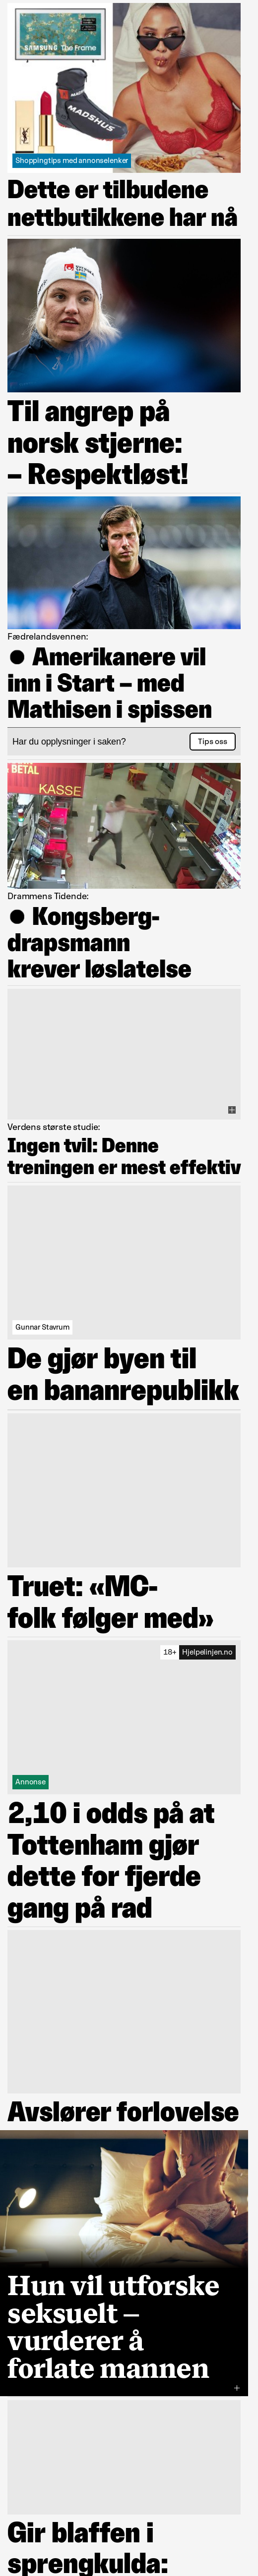 SAMSUNG The Frame
MADSHUS
Shoppingtips med annonselenker
Dette er tilbudene
nettbutikkene har nå
Til angrep på
norsk stjerne:
– Respektløst!
Fædrelandsvennen:
● Amerikanere vil
inn i Start – med
Mathisen i spissen
Har du opplysninger i saken?
Tips oss
BETAL
KASSE
Drammens Tidende:
● Kongsberg-
drapsmann
krever løslatelse
Verdens største studie:
Ingen tvil: Denne
treningen er mest effektiv
Gunnar Stavrum
De gjør byen til
en bananrepublikk
Truet: «MC-
folk følger med»
18+ Hjelpelinjen.no
Annonse
2,10 i odds på at
Tottenham gjør
dette for fjerde
gang på rad
Avslører forlovelse
Hun vil utforske
seksuelt –
vurderer å
forlate mannen
Gir blaffen i
sprengkulda: